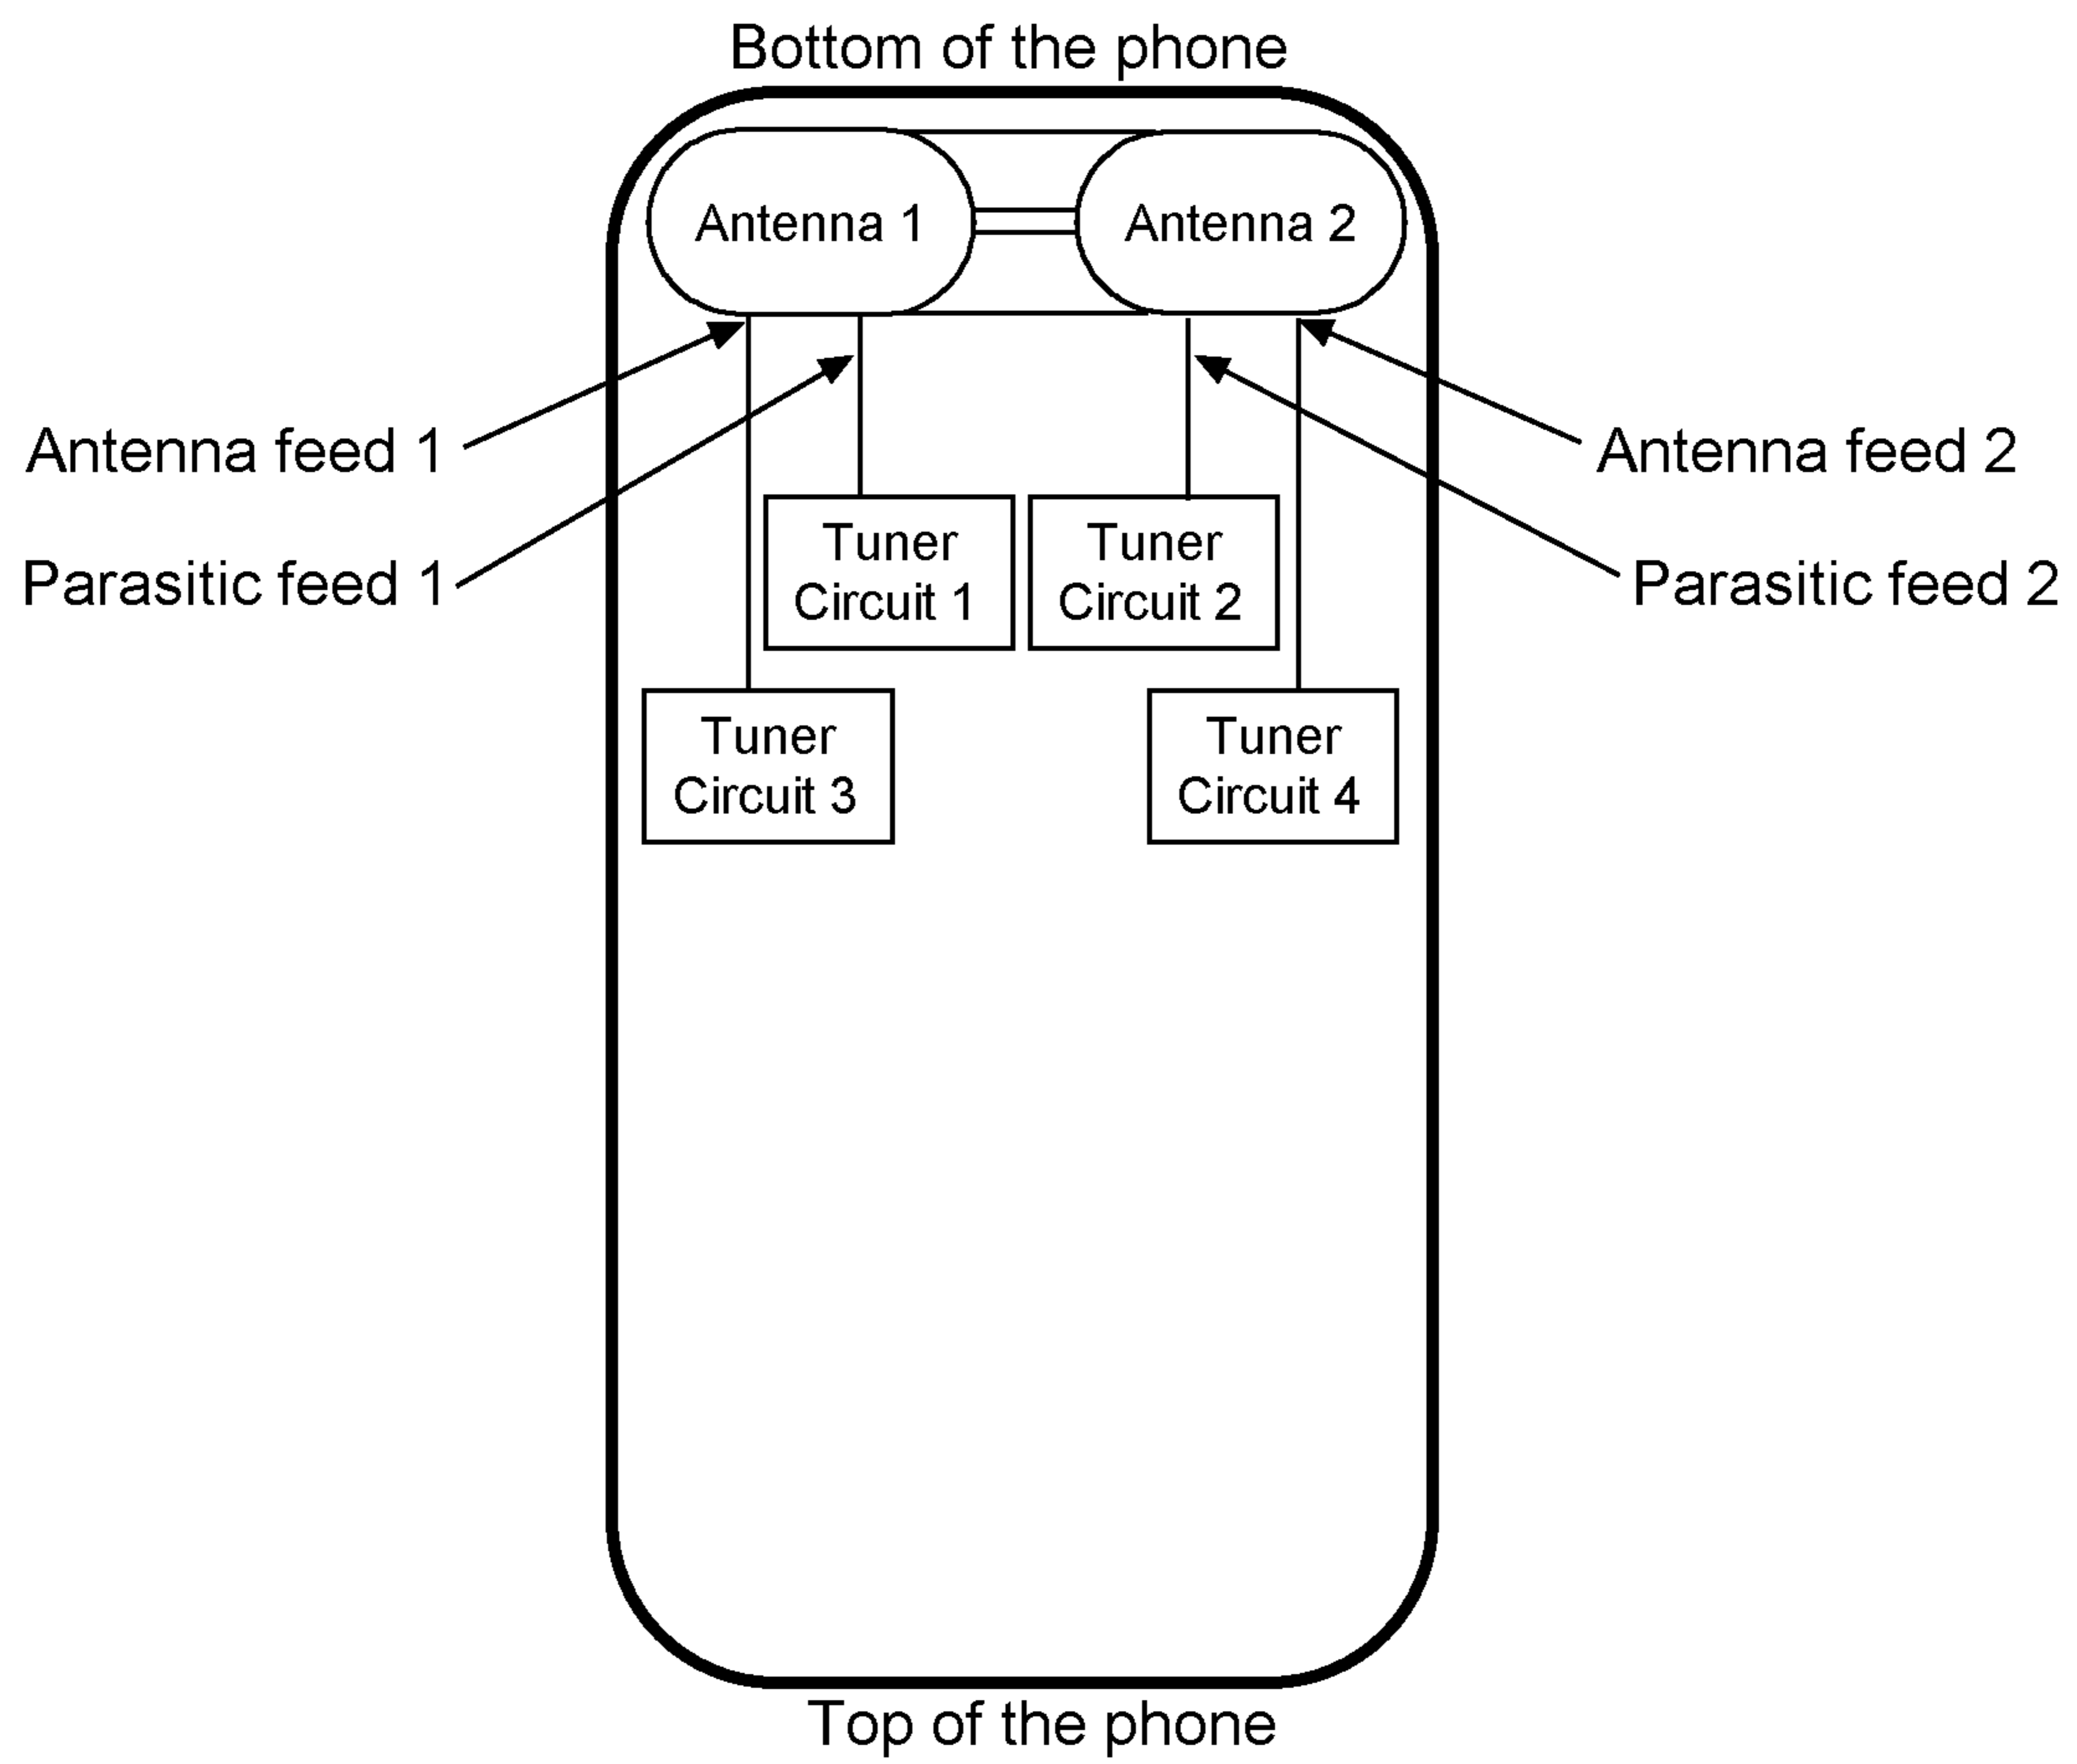 Bottom of the phone
Antenna 1
Antenna 2
Antenna feed 1
Antenna feed 2
Parasitic feed 1
Parasitic feed 2
Tuner
Circuit 1
Tuner
Circuit 2
Tuner
Circuit 3
Tuner
Circuit 4
Top of the phone